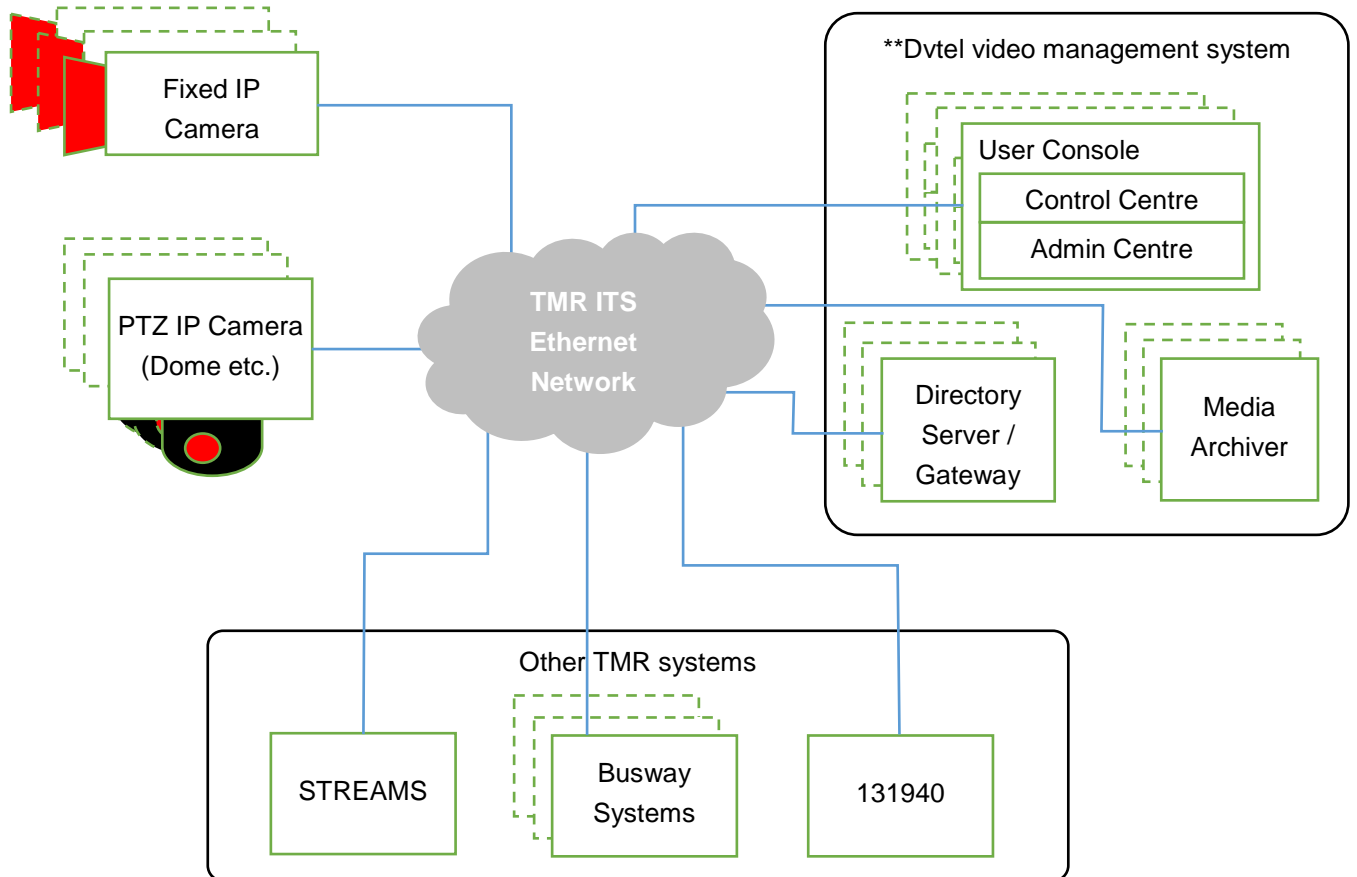 **Dvtel video management system
Fixed IP
Camera
User Console
Control Centre
Admin Centre
PTZ IP Camera
(Dome etc.)
TMR ITS
Ethernet
Network
Directory
Server /
Gateway
Media
Archiver
Other TMR systems
STREAMS
Busway
Systems
131940